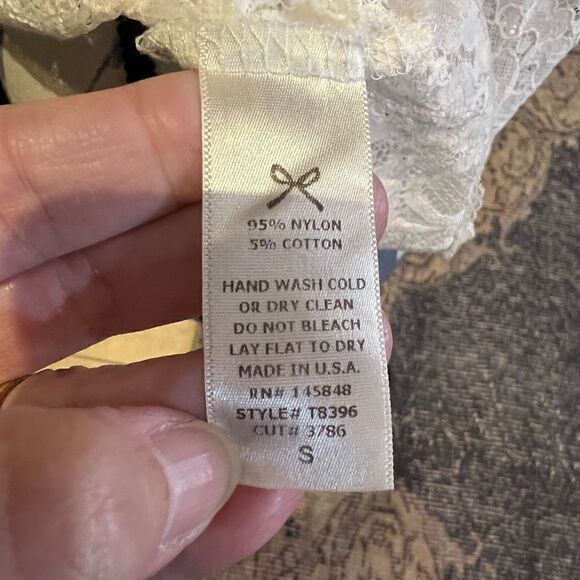 95% NYLON
5% COTTON
HAND WASH COLD
OR DRY CLEAN
DO NOT BLEACH
LAY FLAT TO DRY
MADE IN U.S.A.
RN# 145848
STYLE# T8396
CUT# 3786
S